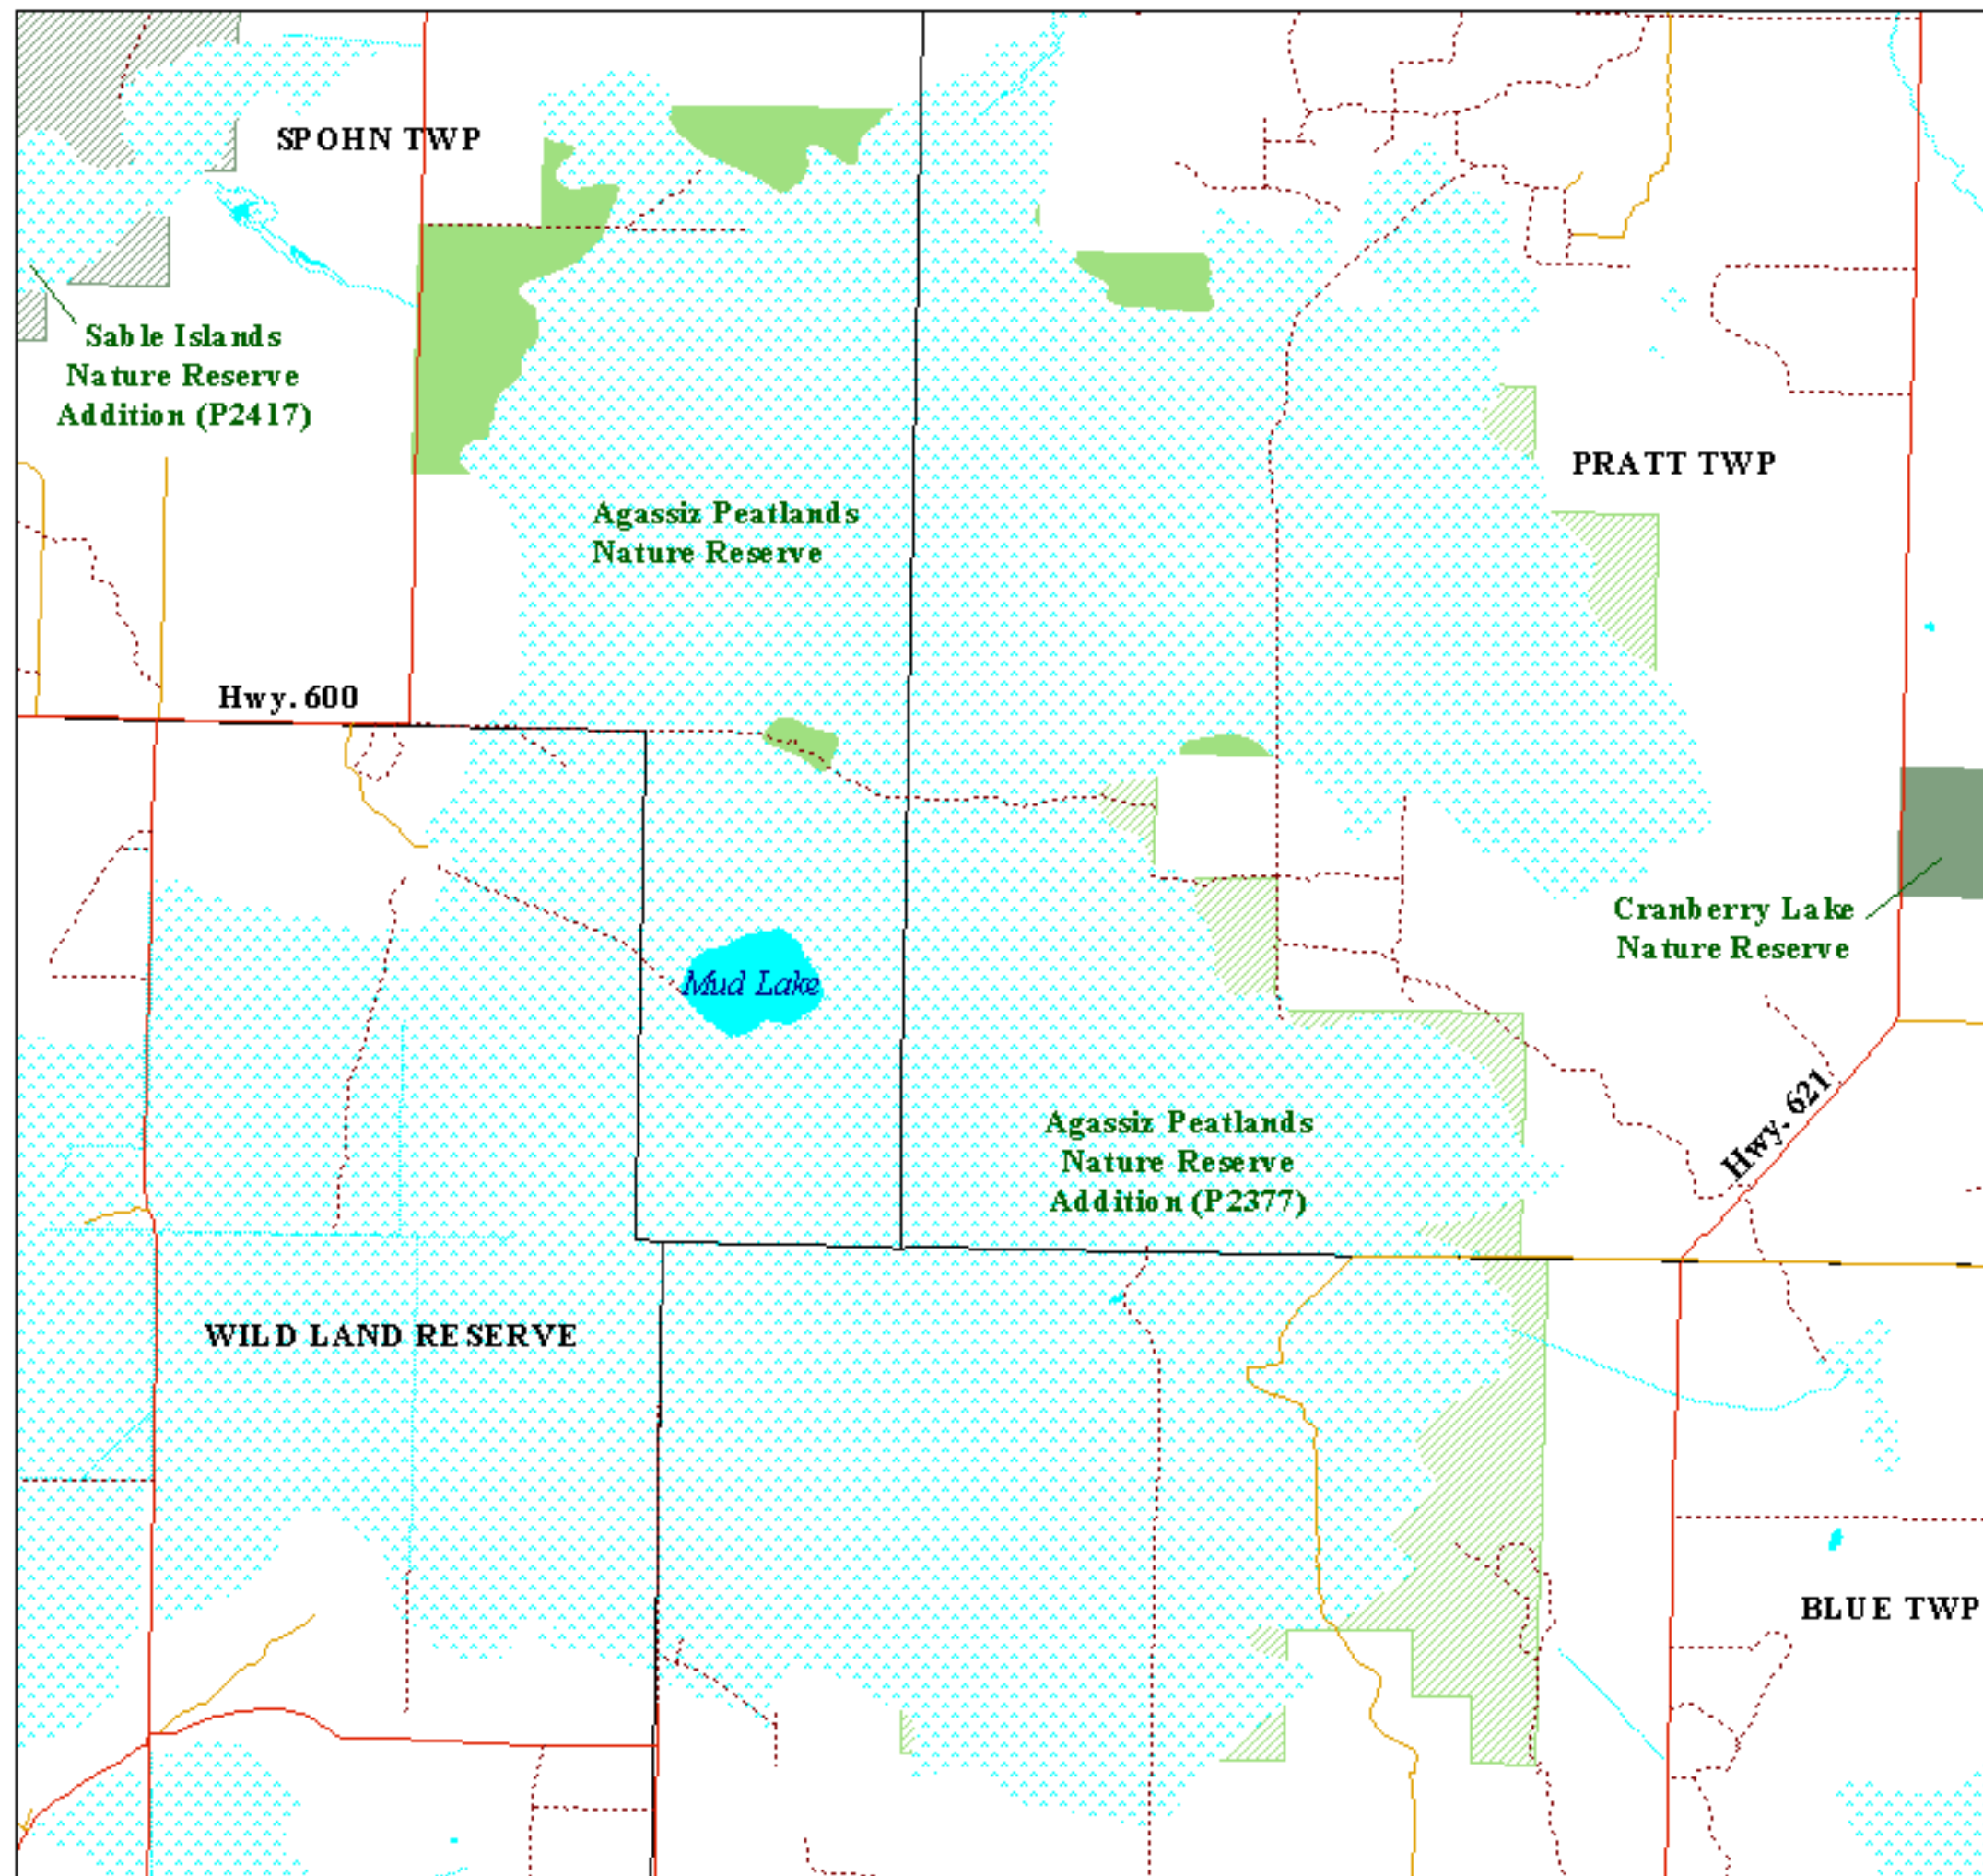 SPOHN TWP
Sable Islands
Nature Reserve
Addition (P2417)
PRATT TWP
Agassiz Peatlands
Nature Reserve
Hwy. 600
Cranberry Lake
Nature Reserve
Mud Lake
Hwy. 621
Agassiz Peatlands
Nature Reserve
Addition (P2377)
WILD LAND RESERVE
BLUE TWP